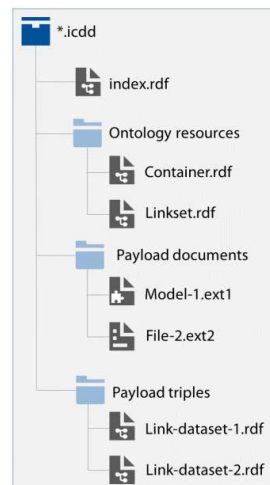 *.icdd
index.rdf
Ontology resources
Container.rdf
Linkset.rdf
Payload documents
Model-1.ext1
File-2.ext2
Payload triples
Link-dataset-1.rdf
Link-dataset-2.rdf